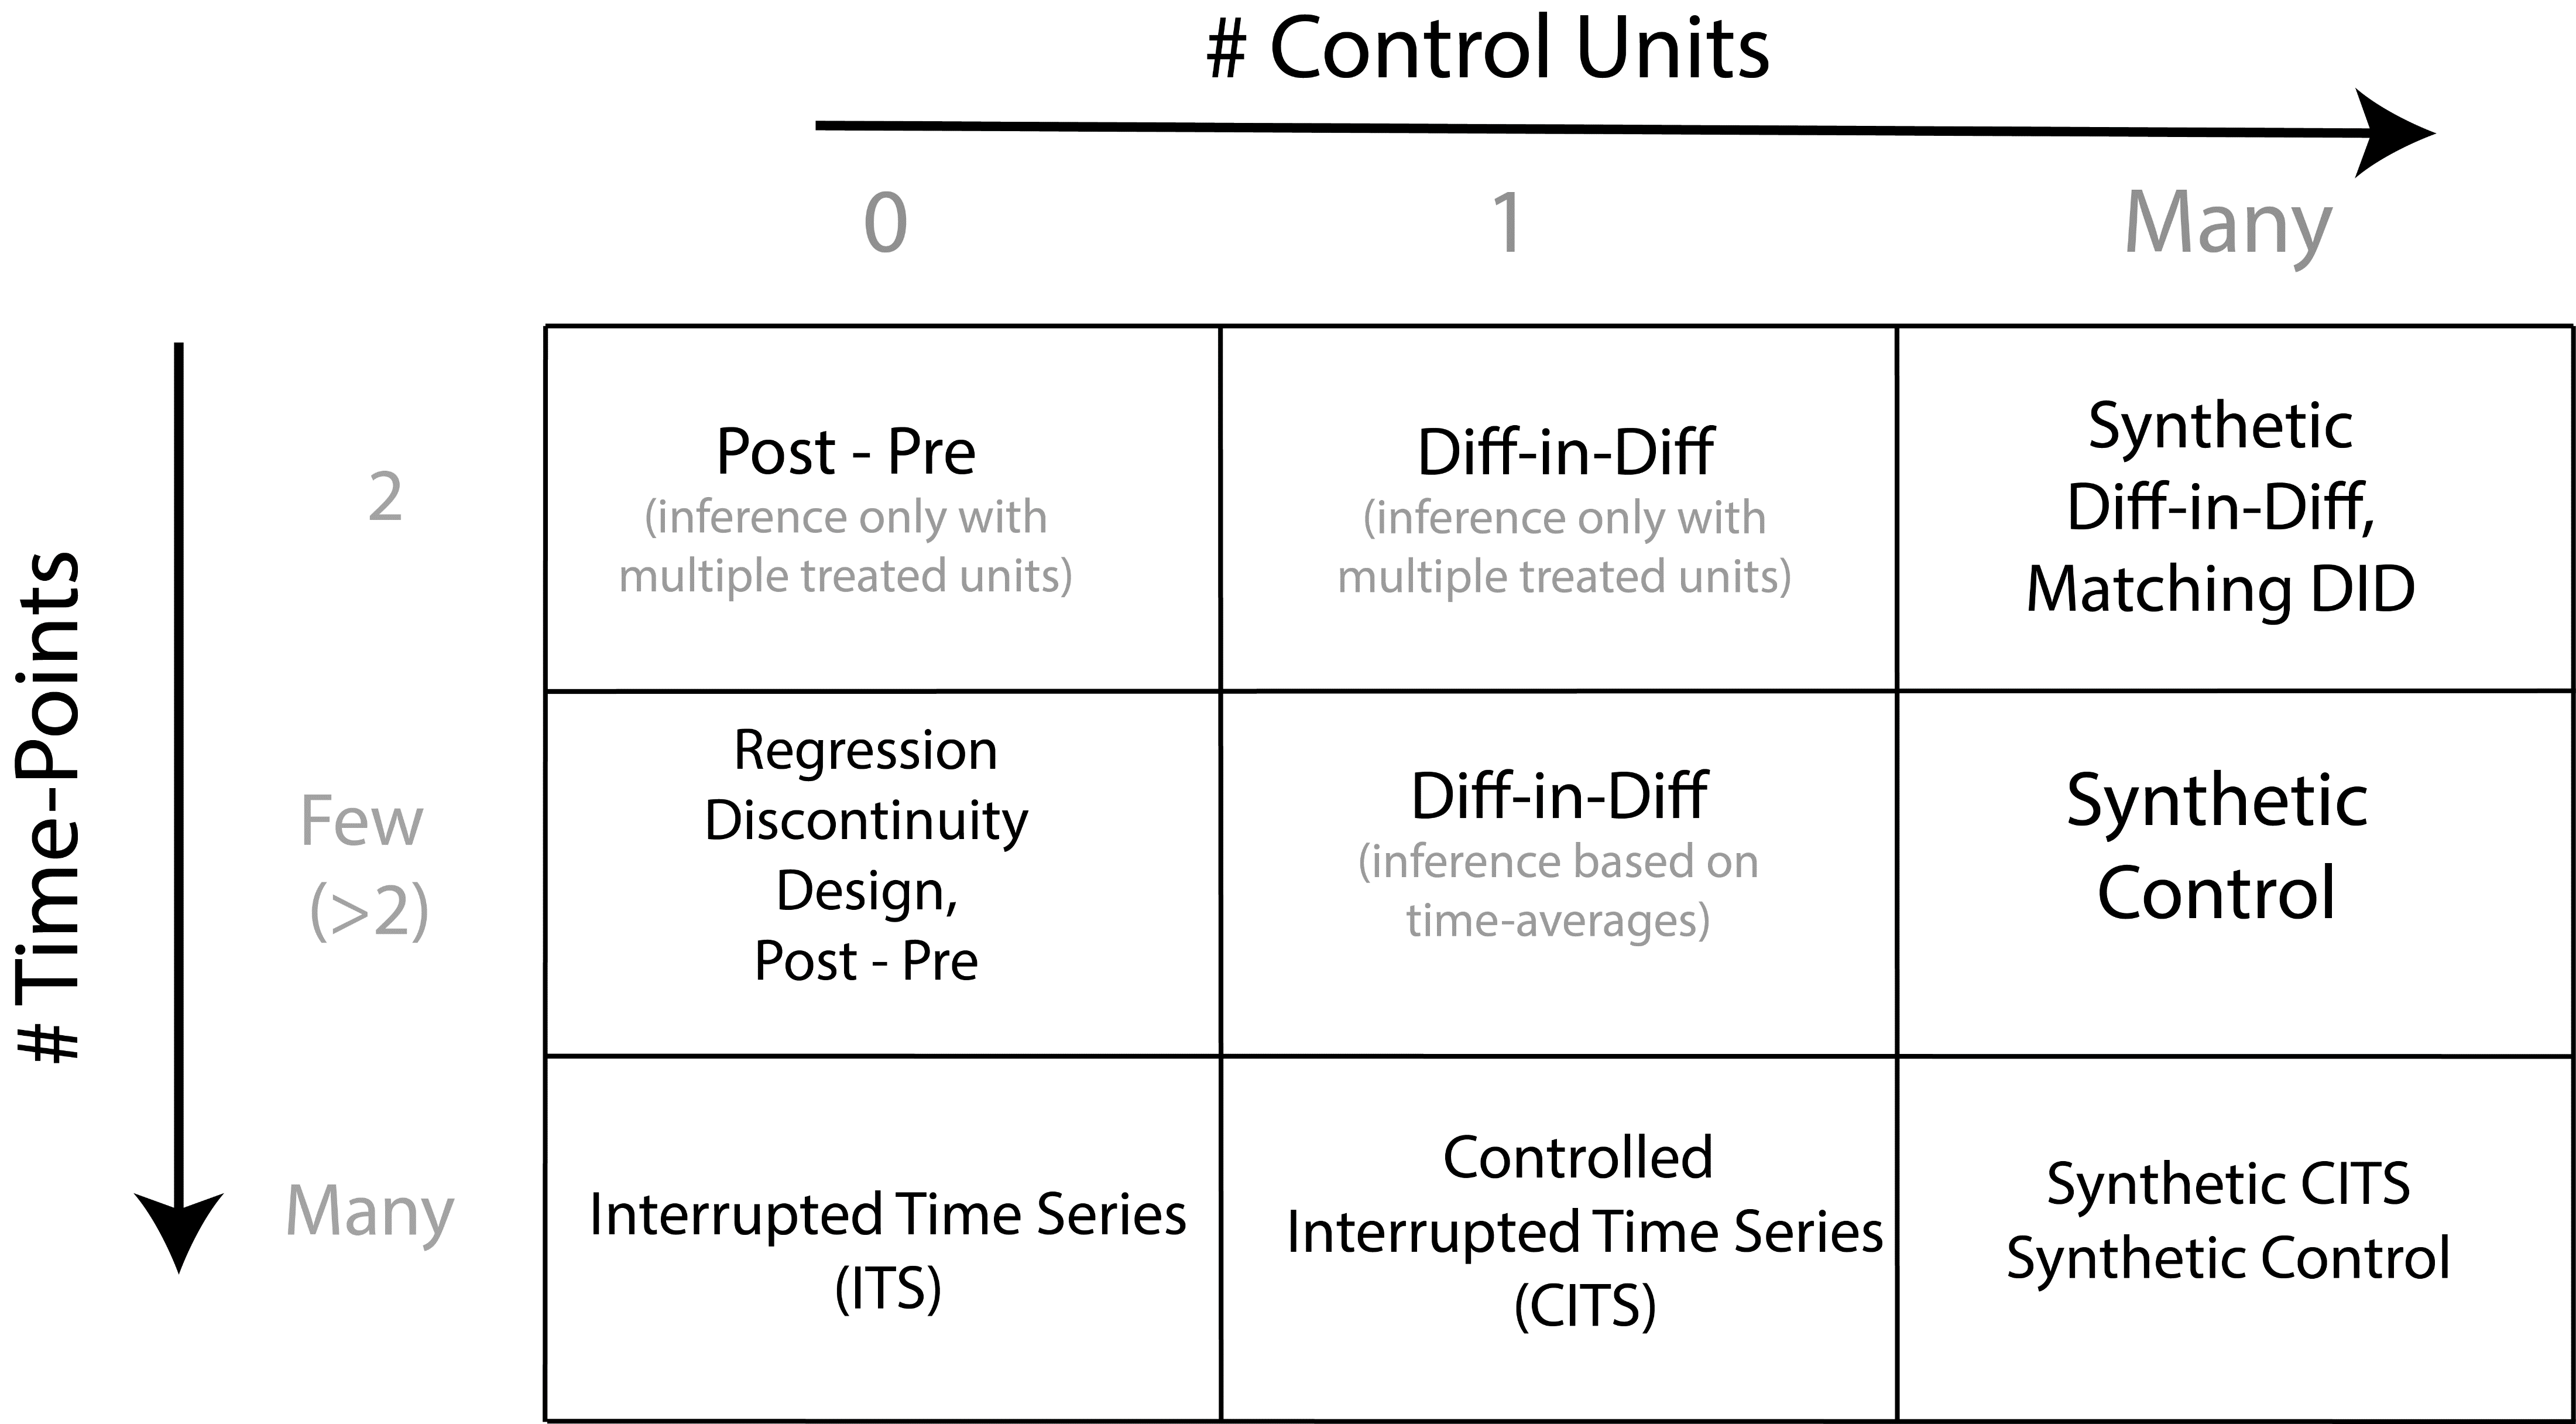 # Control Units
0
1
Many
# Time-Points
2
Post - Pre
(inference only with
multiple treated units)
Diff-in-Diff
(inference only with
multiple treated units)
Synthetic
Diff-in-Diff,
Matching DID
Few
(>2)
Regression
Discontinuity
Design,
Post - Pre
Diff-in-Diff
(inference based on
time-averages)
Synthetic
Control
Many
Interrupted Time Series
(ITS)
Controlled
Interrupted Time Series
(CITS)
Synthetic CITS
Synthetic Control